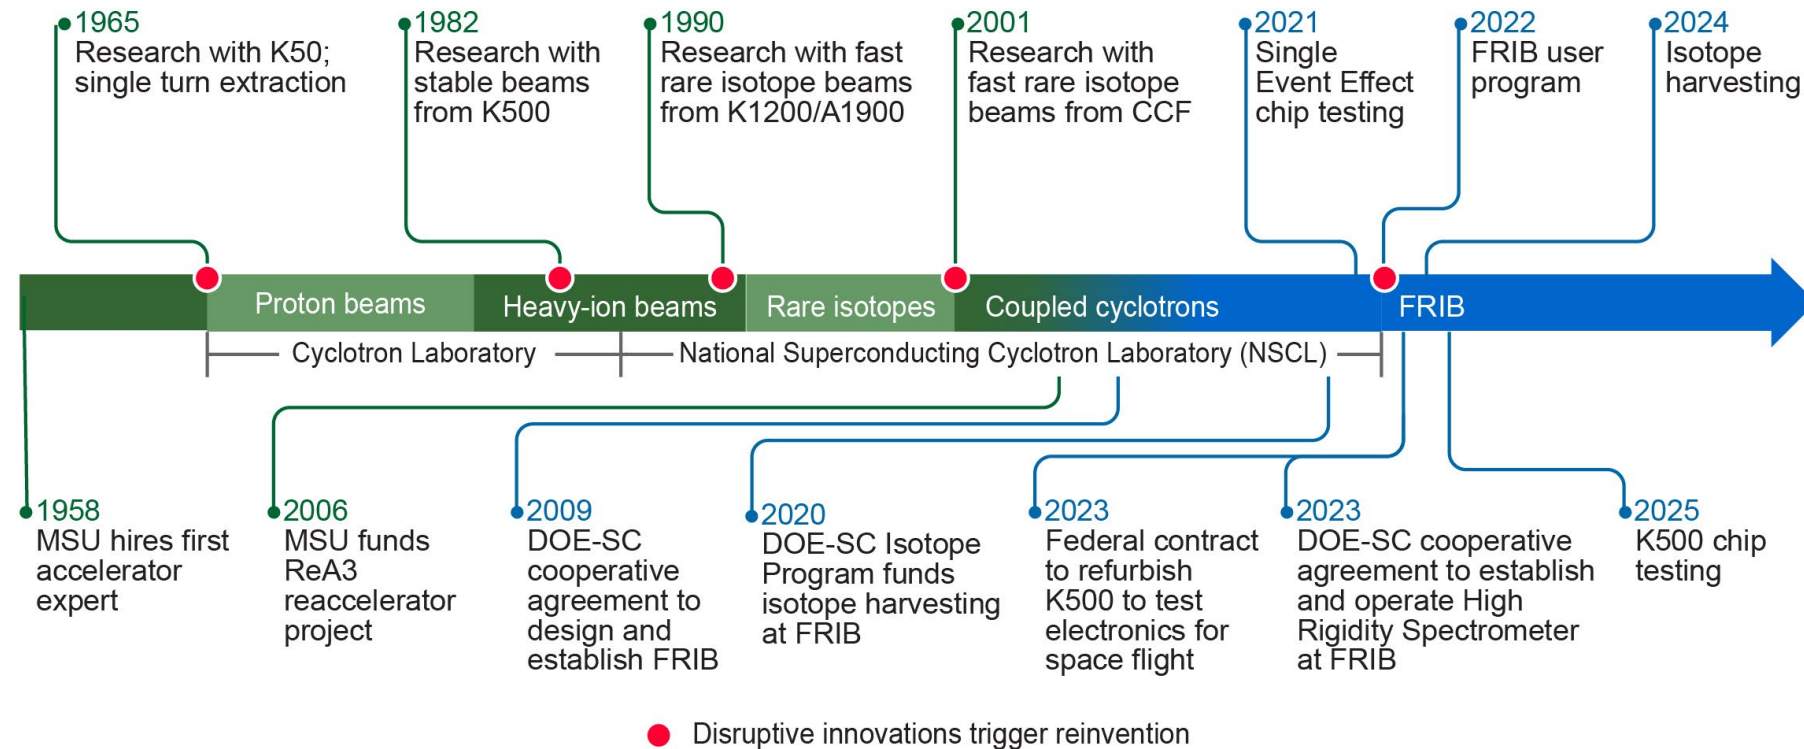 1965
Research with K50;
single turn extraction
1982
Research with
stable beams
from K500
1990
Research with fast
rare isotope beams
from K1200/A1900
2001
Research with
fast rare isotope
beams from CCF
2021
Single
Event Effect
chip testing
2022
FRIB user
program
2024
Isotope
harvesting
Proton beams
Heavy-ion beams
Rare isotopes
Coupled cyclotrons
FRIB
Cyclotron Laboratory
National Superconducting Cyclotron Laboratory (NSCL)
1958
MSU hires first
accelerator
expert
2006
MSU funds
ReA3
reaccelerator
project
2009
DOE-SC
cooperative
agreement to
design and
establish FRIB
2020
DOE-SC Isotope
Program funds
isotope harvesting
at FRIB
2023
Federal contract
to refurbish
K500 to test
electronics for
space flight
2023
DOE-SC cooperative
agreement to establish
and operate High
Rigidity Spectrometer
at FRIB
2025
K500 chip
testing
Disruptive innovations trigger reinvention